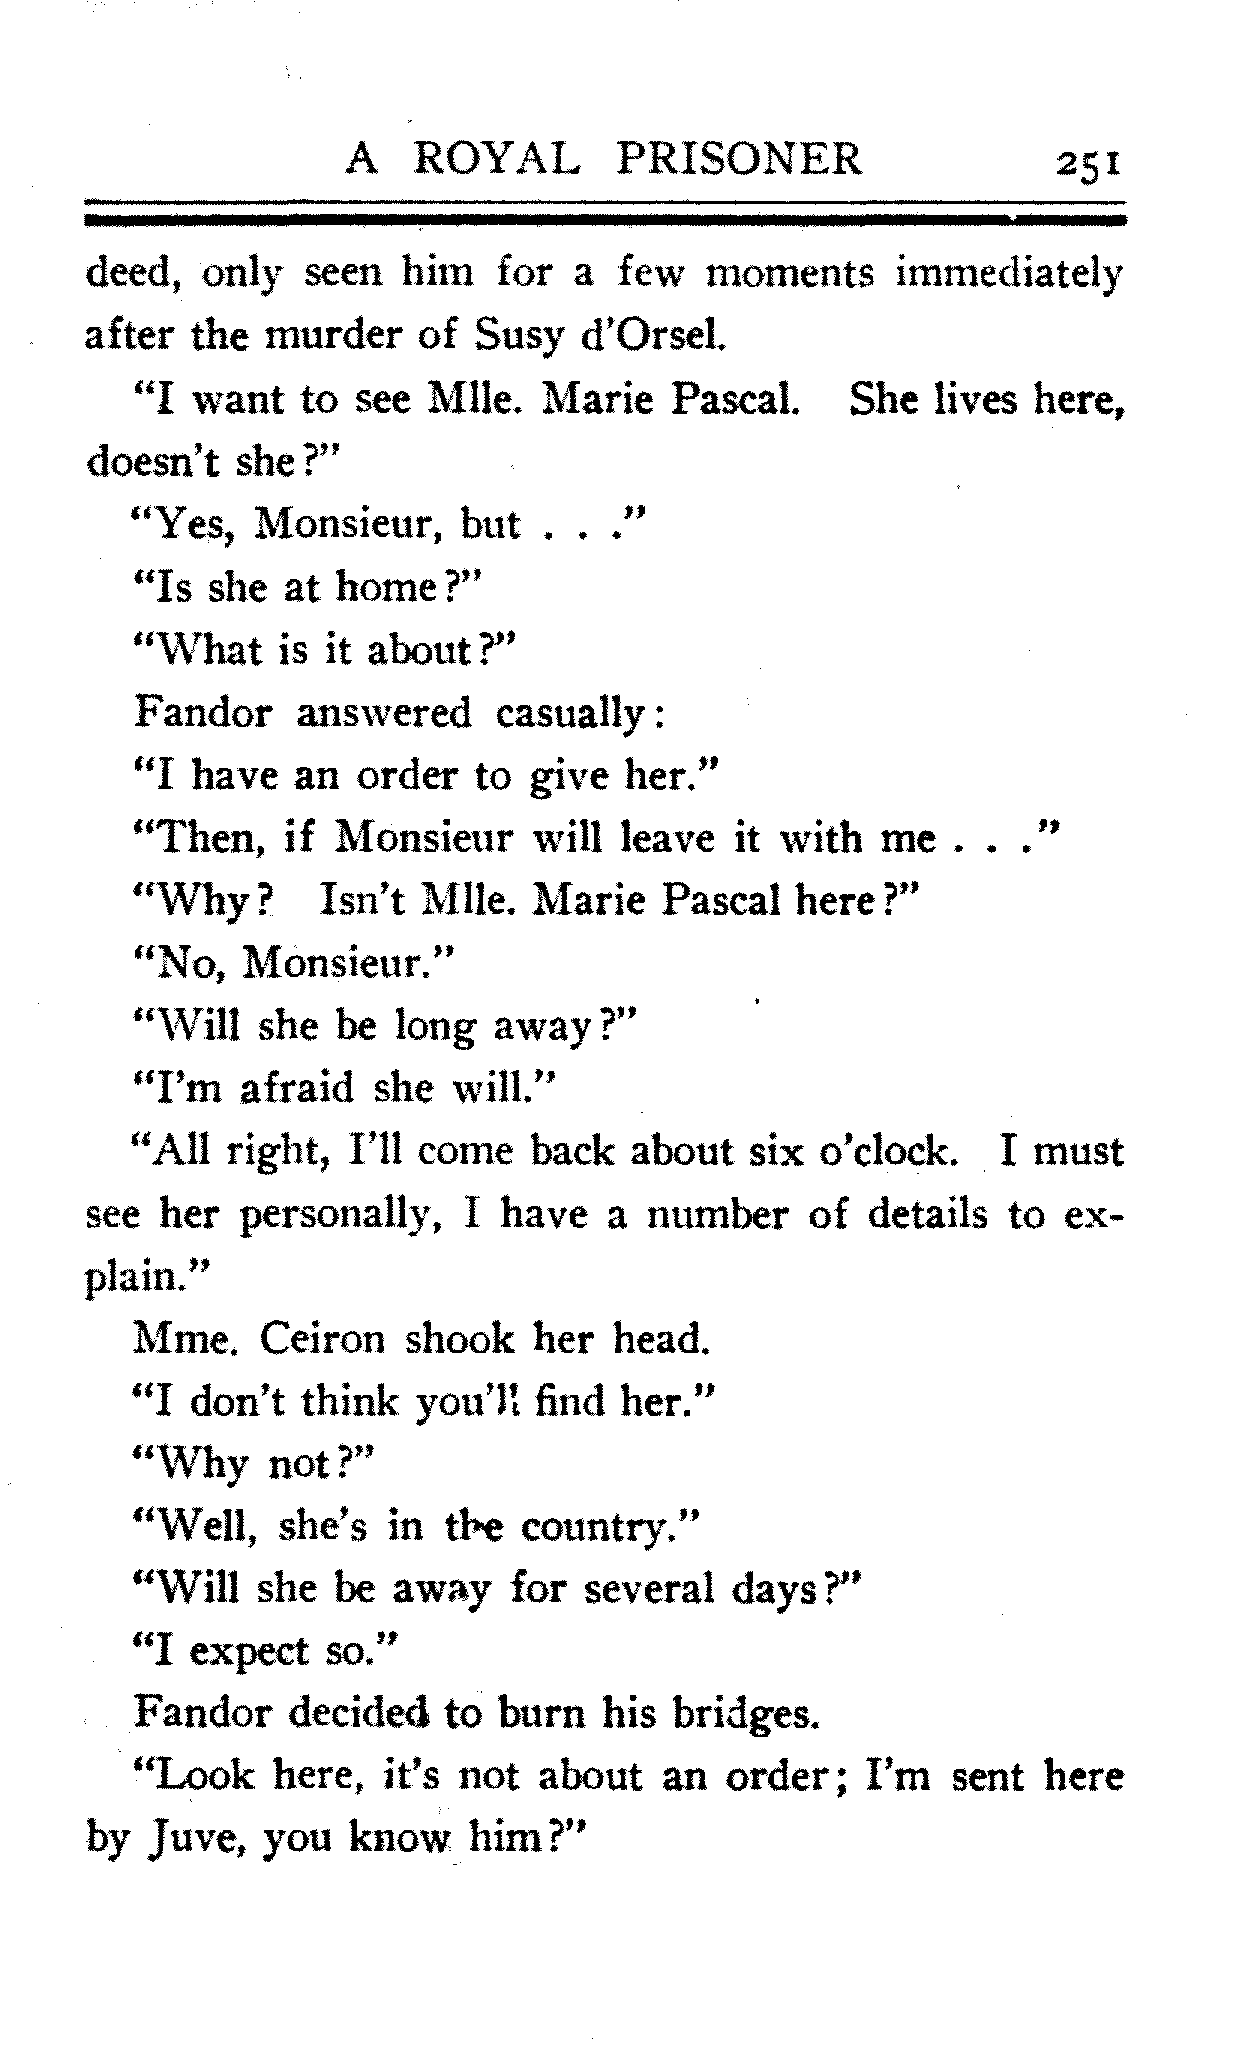 A ROYAL PRISONER 251
deed, only seen him for a few moments immediately
after the murder of Susy d'Orsel.
"I want to see Mlle. Marie Pascal. She lives here,
doesn't she?"
"Yes, Monsieur, but . . ."
"Is she at home?"
"What is it about?"
Fandor answered casually:
"I have an order to give her."
"Then, if Monsieur will leave it with me . . ."
"Why? Isn't Mlle. Marie Pascal here?"
"No, Monsieur."
"Will she be long away?"
"I'm afraid she will."
"All right, I'll come back about six o'clock. I must
see her personally, I have a number of details to ex-
plain."
Mme. Ceiron shook her head.
"I don't think you'll find her."
"Why not?"
"Well, she's in the country."
"Will she be away for several days?"
"I expect so."
Fandor decided to burn his bridges.
"Look here, it's not about an order; I'm sent here
by Juve, you know him?"